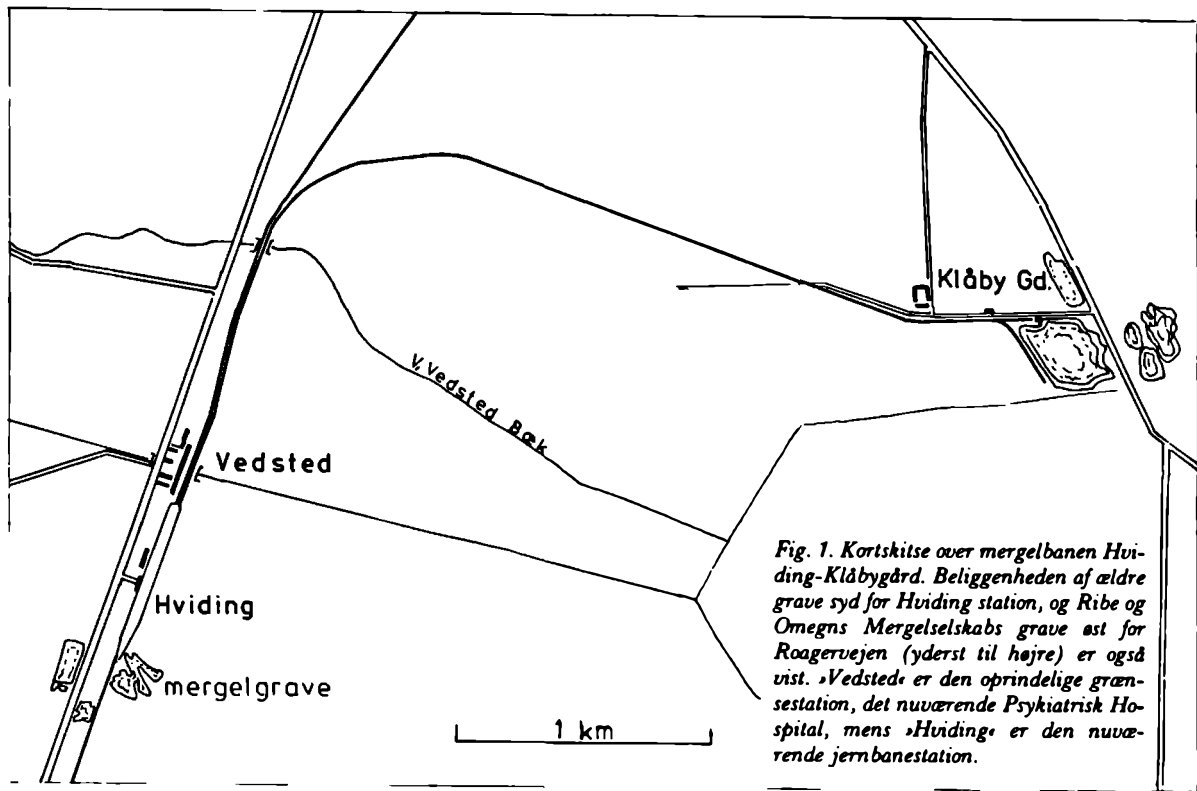 Klåby Gd.
V. Vedsted Bæk
Vedsted
Hviding
mergelgrave
1 km
Fig. 1. Kortskitse over mergelbanen Hvi-
ding-Klåbygård. Beliggenheden af ældre
grave syd for Hviding station, og Ribe og
Omegns Mergelselskabs grave øst for
Roagervejen (yderst til højre) er også
vist. »Vedsted« er den oprindelige græn-
sestation, det nuværende Psykiatrisk Ho-
spital, mens »Hviding« er den nuvæ-
rende jernbanestation.